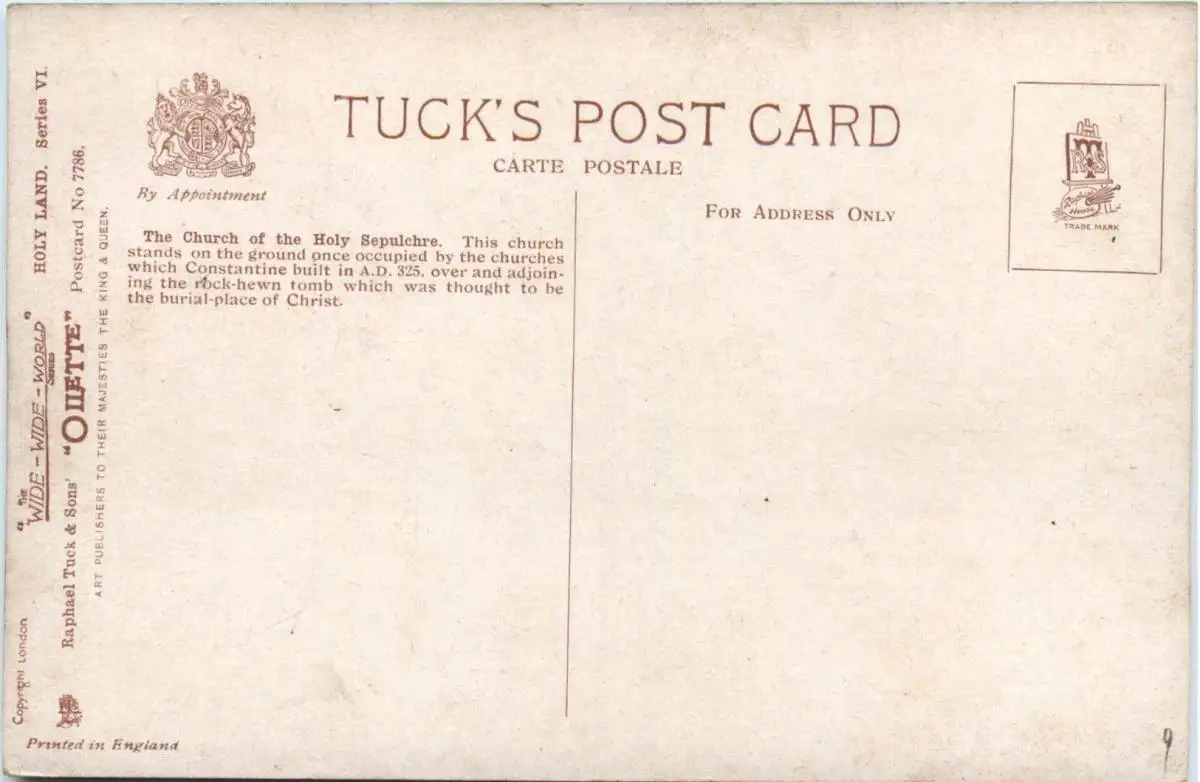 TUCK'S POST CARD
CARTE POSTALE
By Appointment
FOR ADDRESS ONLY
The Church of the Holy Sepulchre. This church
stands on the ground once occupied by the churches
which Constantine built in A.D. 325, over and adjoin-
ing the rock-hewn tomb which was thought to be
the burial-place of Christ.
TRS
Raphael
House
TRADE MARK
Copyright London
"THE WIDE-WIDE-WORLD" SERIES
HOLY LAND. Series VI.
Raphael Tuck & Sons' "OILETTE" Postcard No 7786.
ART PUBLISHERS TO THEIR MAJESTIES THE KING & QUEEN.
Printed in England
9